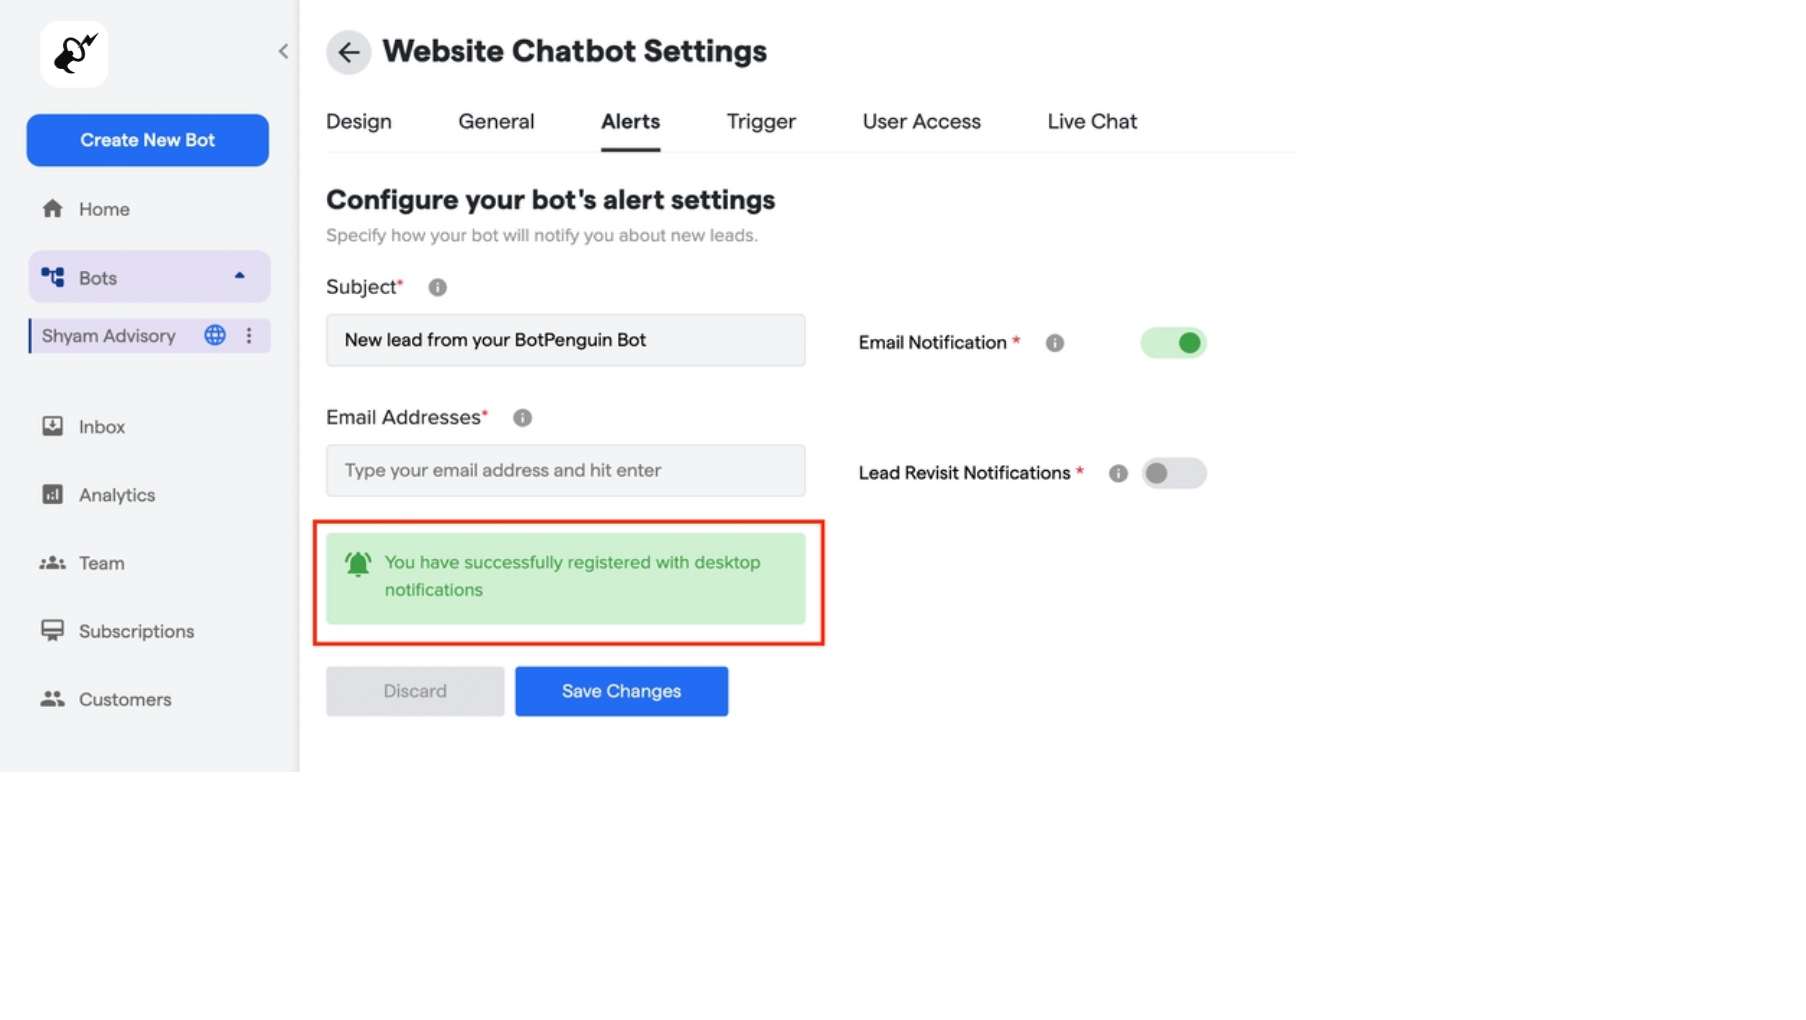 Website Chatbot Settings
Create New Bot
Home
Bots
Shyam Advisory
Inbox
Analytics
Team
Subscriptions
Customers
Design General Alerts Trigger User Access Live Chat
Configure your bot's alert settings
Specify how your bot will notify you about new leads.
Subject*
New lead from your BotPenguin Bot
Email Notification *
Email Addresses*
Type your email address and hit enter
Lead Revisit Notifications *
You have successfully registered with desktop
notifications
Discard
Save Changes